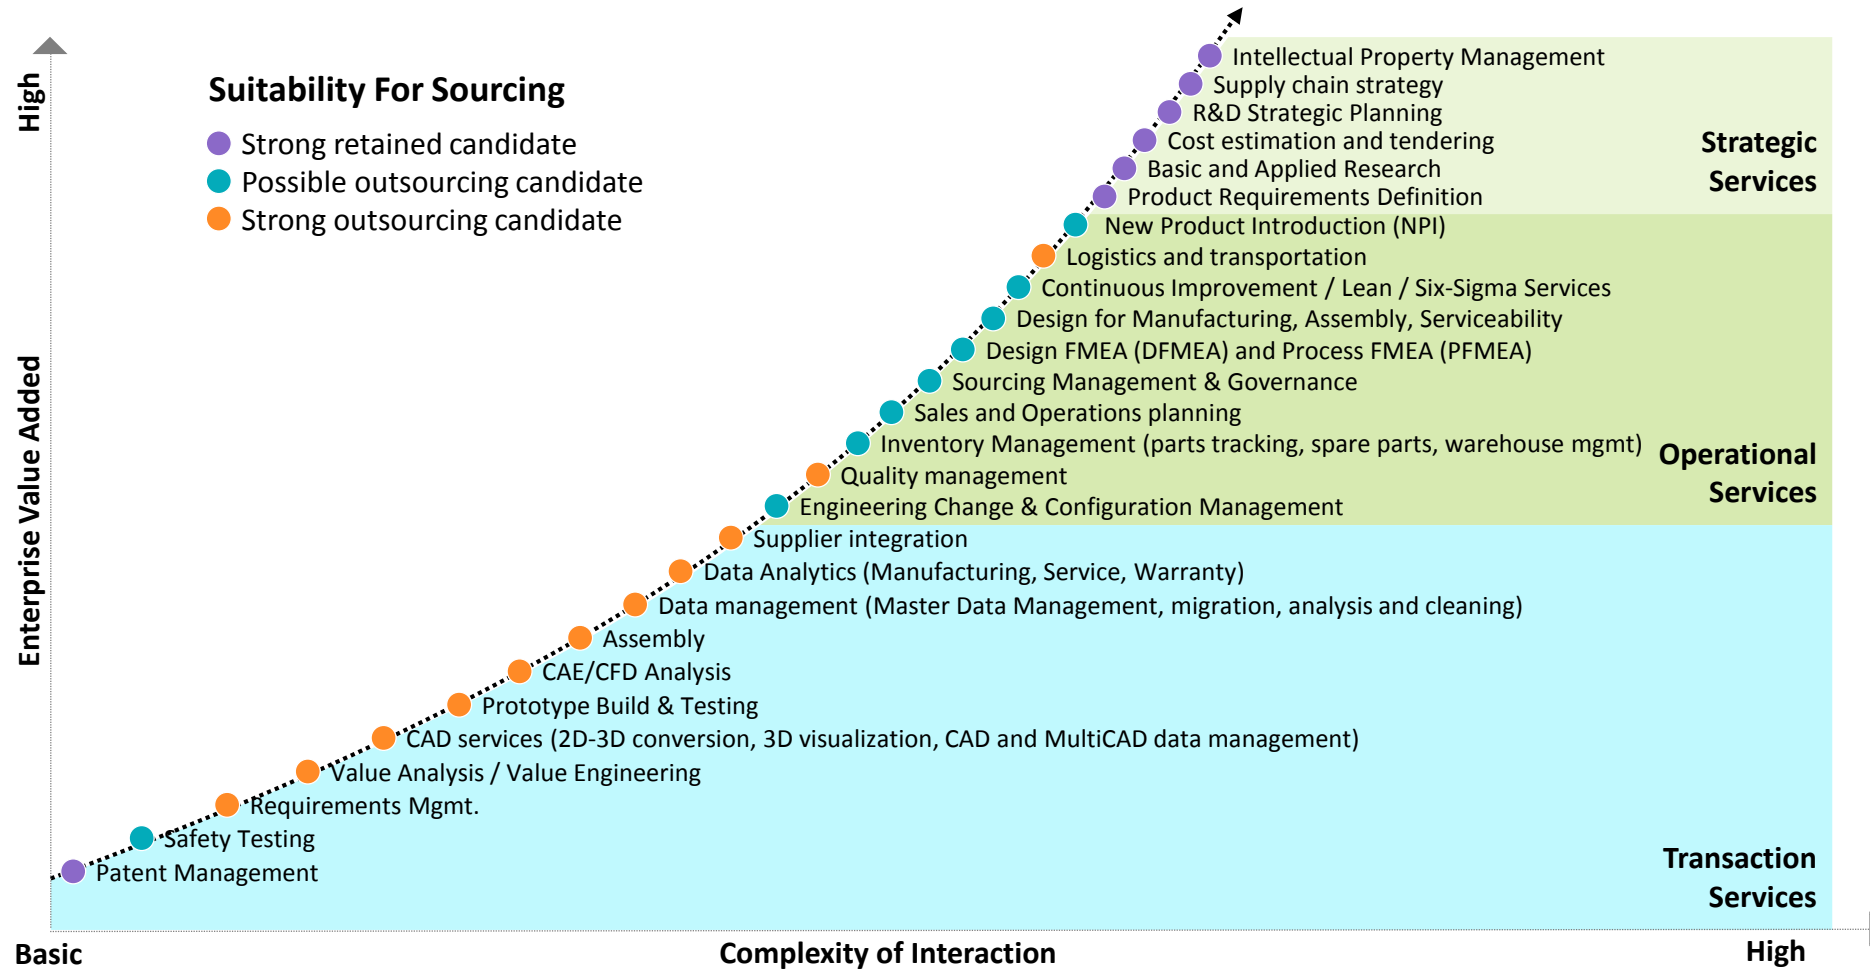 High
Enterprise Value Added
Suitability For Sourcing
Strong retained candidate
Possible outsourcing candidate
Strong outsourcing candidate
Intellectual Property Management
Supply chain strategy
R&D Strategic Planning
Cost estimation and tendering
Basic and Applied Research
Product Requirements Definition
Strategic
Services
New Product Introduction (NPI)
Logistics and transportation
Continuous Improvement / Lean / Six-Sigma Services
Design for Manufacturing, Assembly, Serviceability
Design FMEA (DFMEA) and Process FMEA (PFMEA)
Sourcing Management & Governance
Sales and Operations planning
Inventory Management (parts tracking, spare parts, warehouse mgmt)
Quality management
Engineering Change & Configuration Management
Operational
Services
Supplier integration
Data Analytics (Manufacturing, Service, Warranty)
Data management (Master Data Management, migration, analysis and cleaning)
Assembly
CAE/CFD Analysis
Prototype Build & Testing
CAD services (2D-3D conversion, 3D visualization, CAD and MultiCAD data management)
Value Analysis / Value Engineering
Requirements Mgmt.
Safety Testing
Patent Management
Transaction
Services
Basic
Complexity of Interaction
High